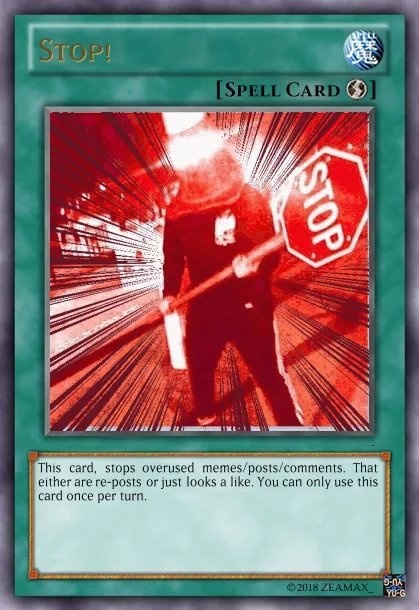 STOP!
魔
[SPELL CARD]
STOP
This card, stops overused memes/posts/comments. That
either are re-posts or just looks a like. You can only use this
card once per turn.
©2018 ZEAMAX_